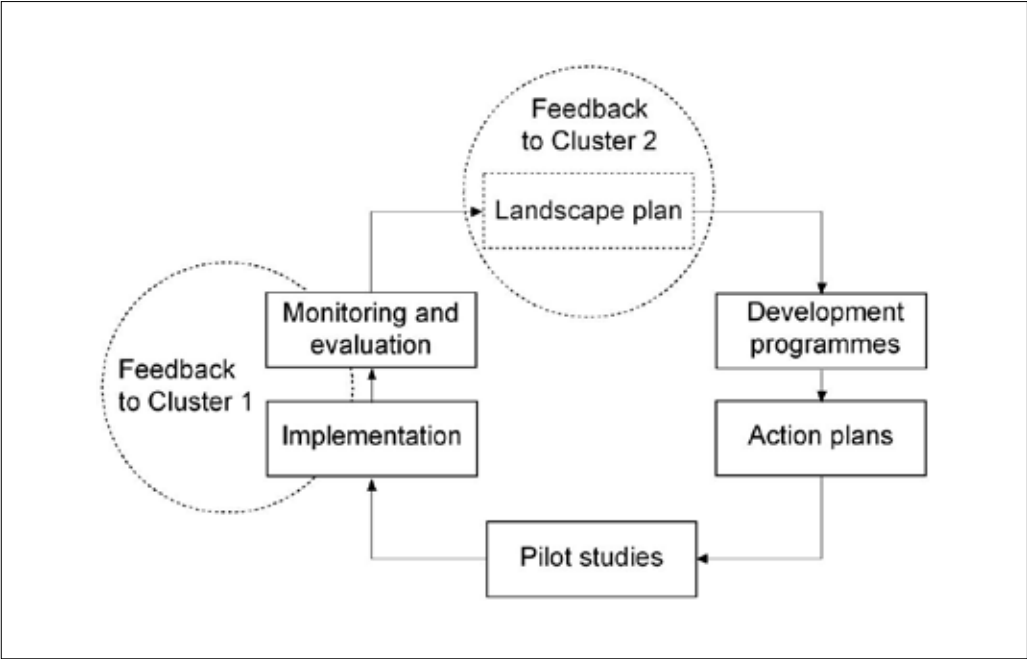 Feedback
to Cluster 2
Landscape plan
Monitoring and
evaluation
Development
programmes
Feedback
to Cluster 1
Implementation
Action plans
Pilot studies